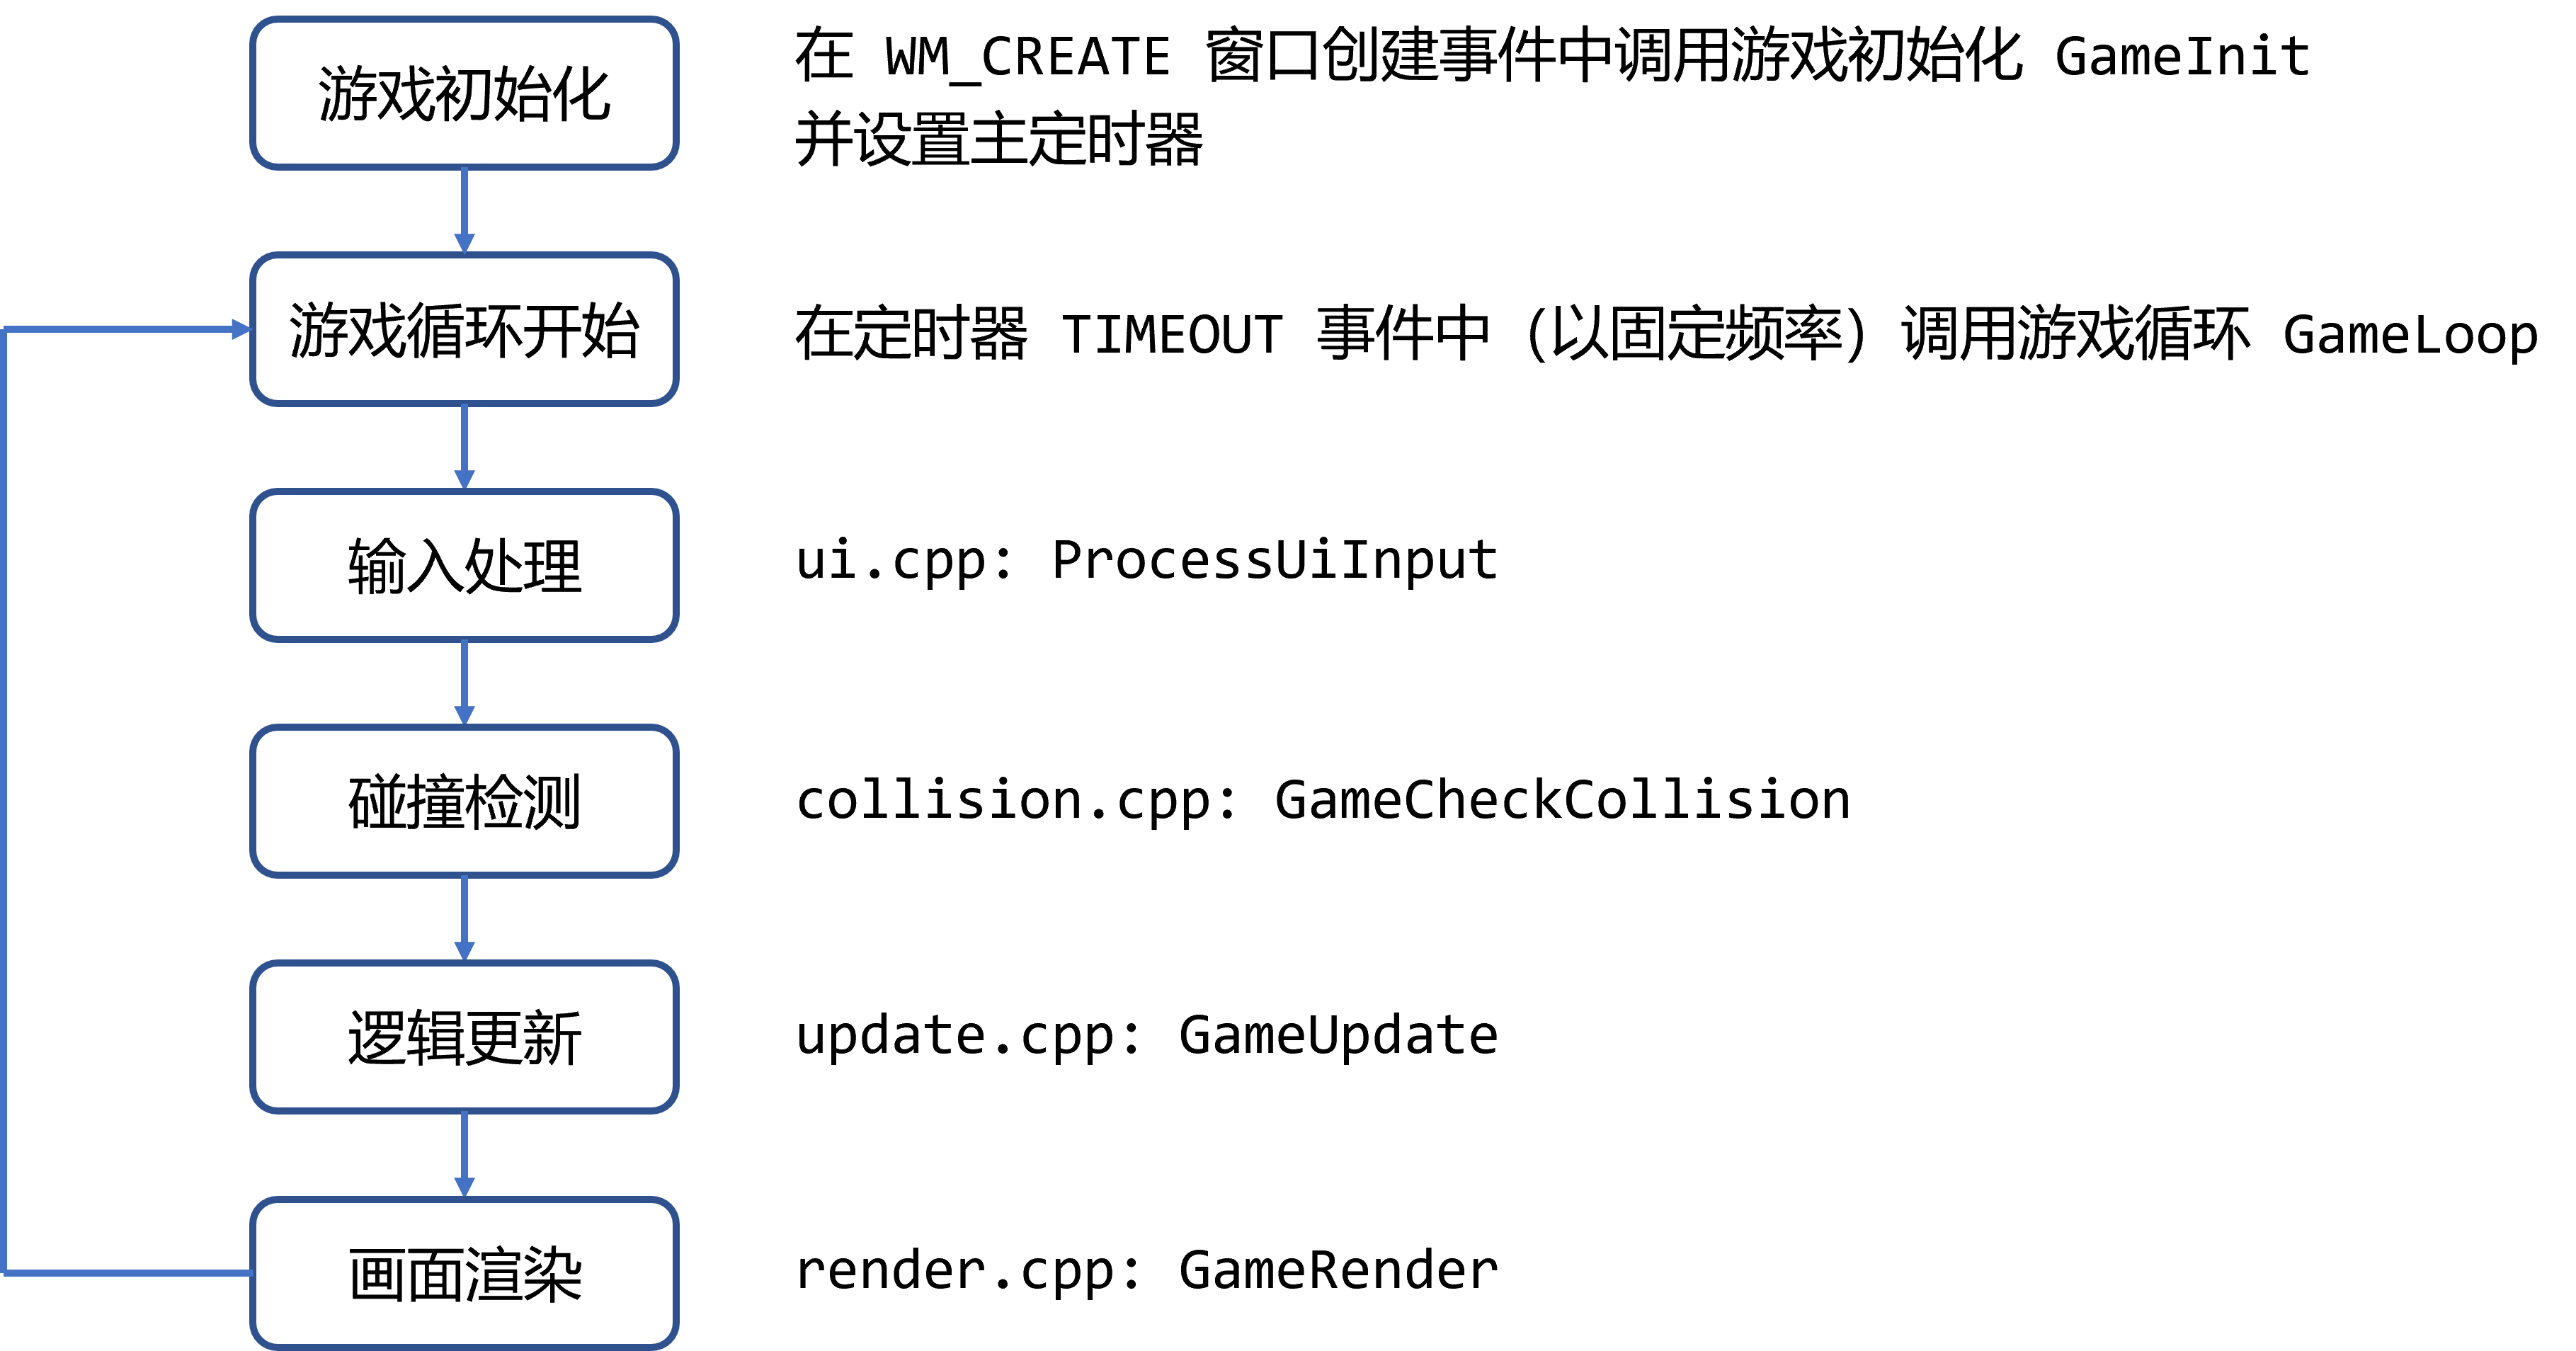 游戏初始化
在 WM_CREATE 窗口创建事件中调用游戏初始化 GameInit
并设置主定时器
游戏循环开始
在定时器 TIMEOUT 事件中（以固定频率）调用游戏循环 GameLoop
输入处理
ui.cpp: ProcessUiInput
碰撞检测
collision.cpp: GameCheckCollision
逻辑更新
update.cpp: GameUpdate
画面渲染
render.cpp: GameRender